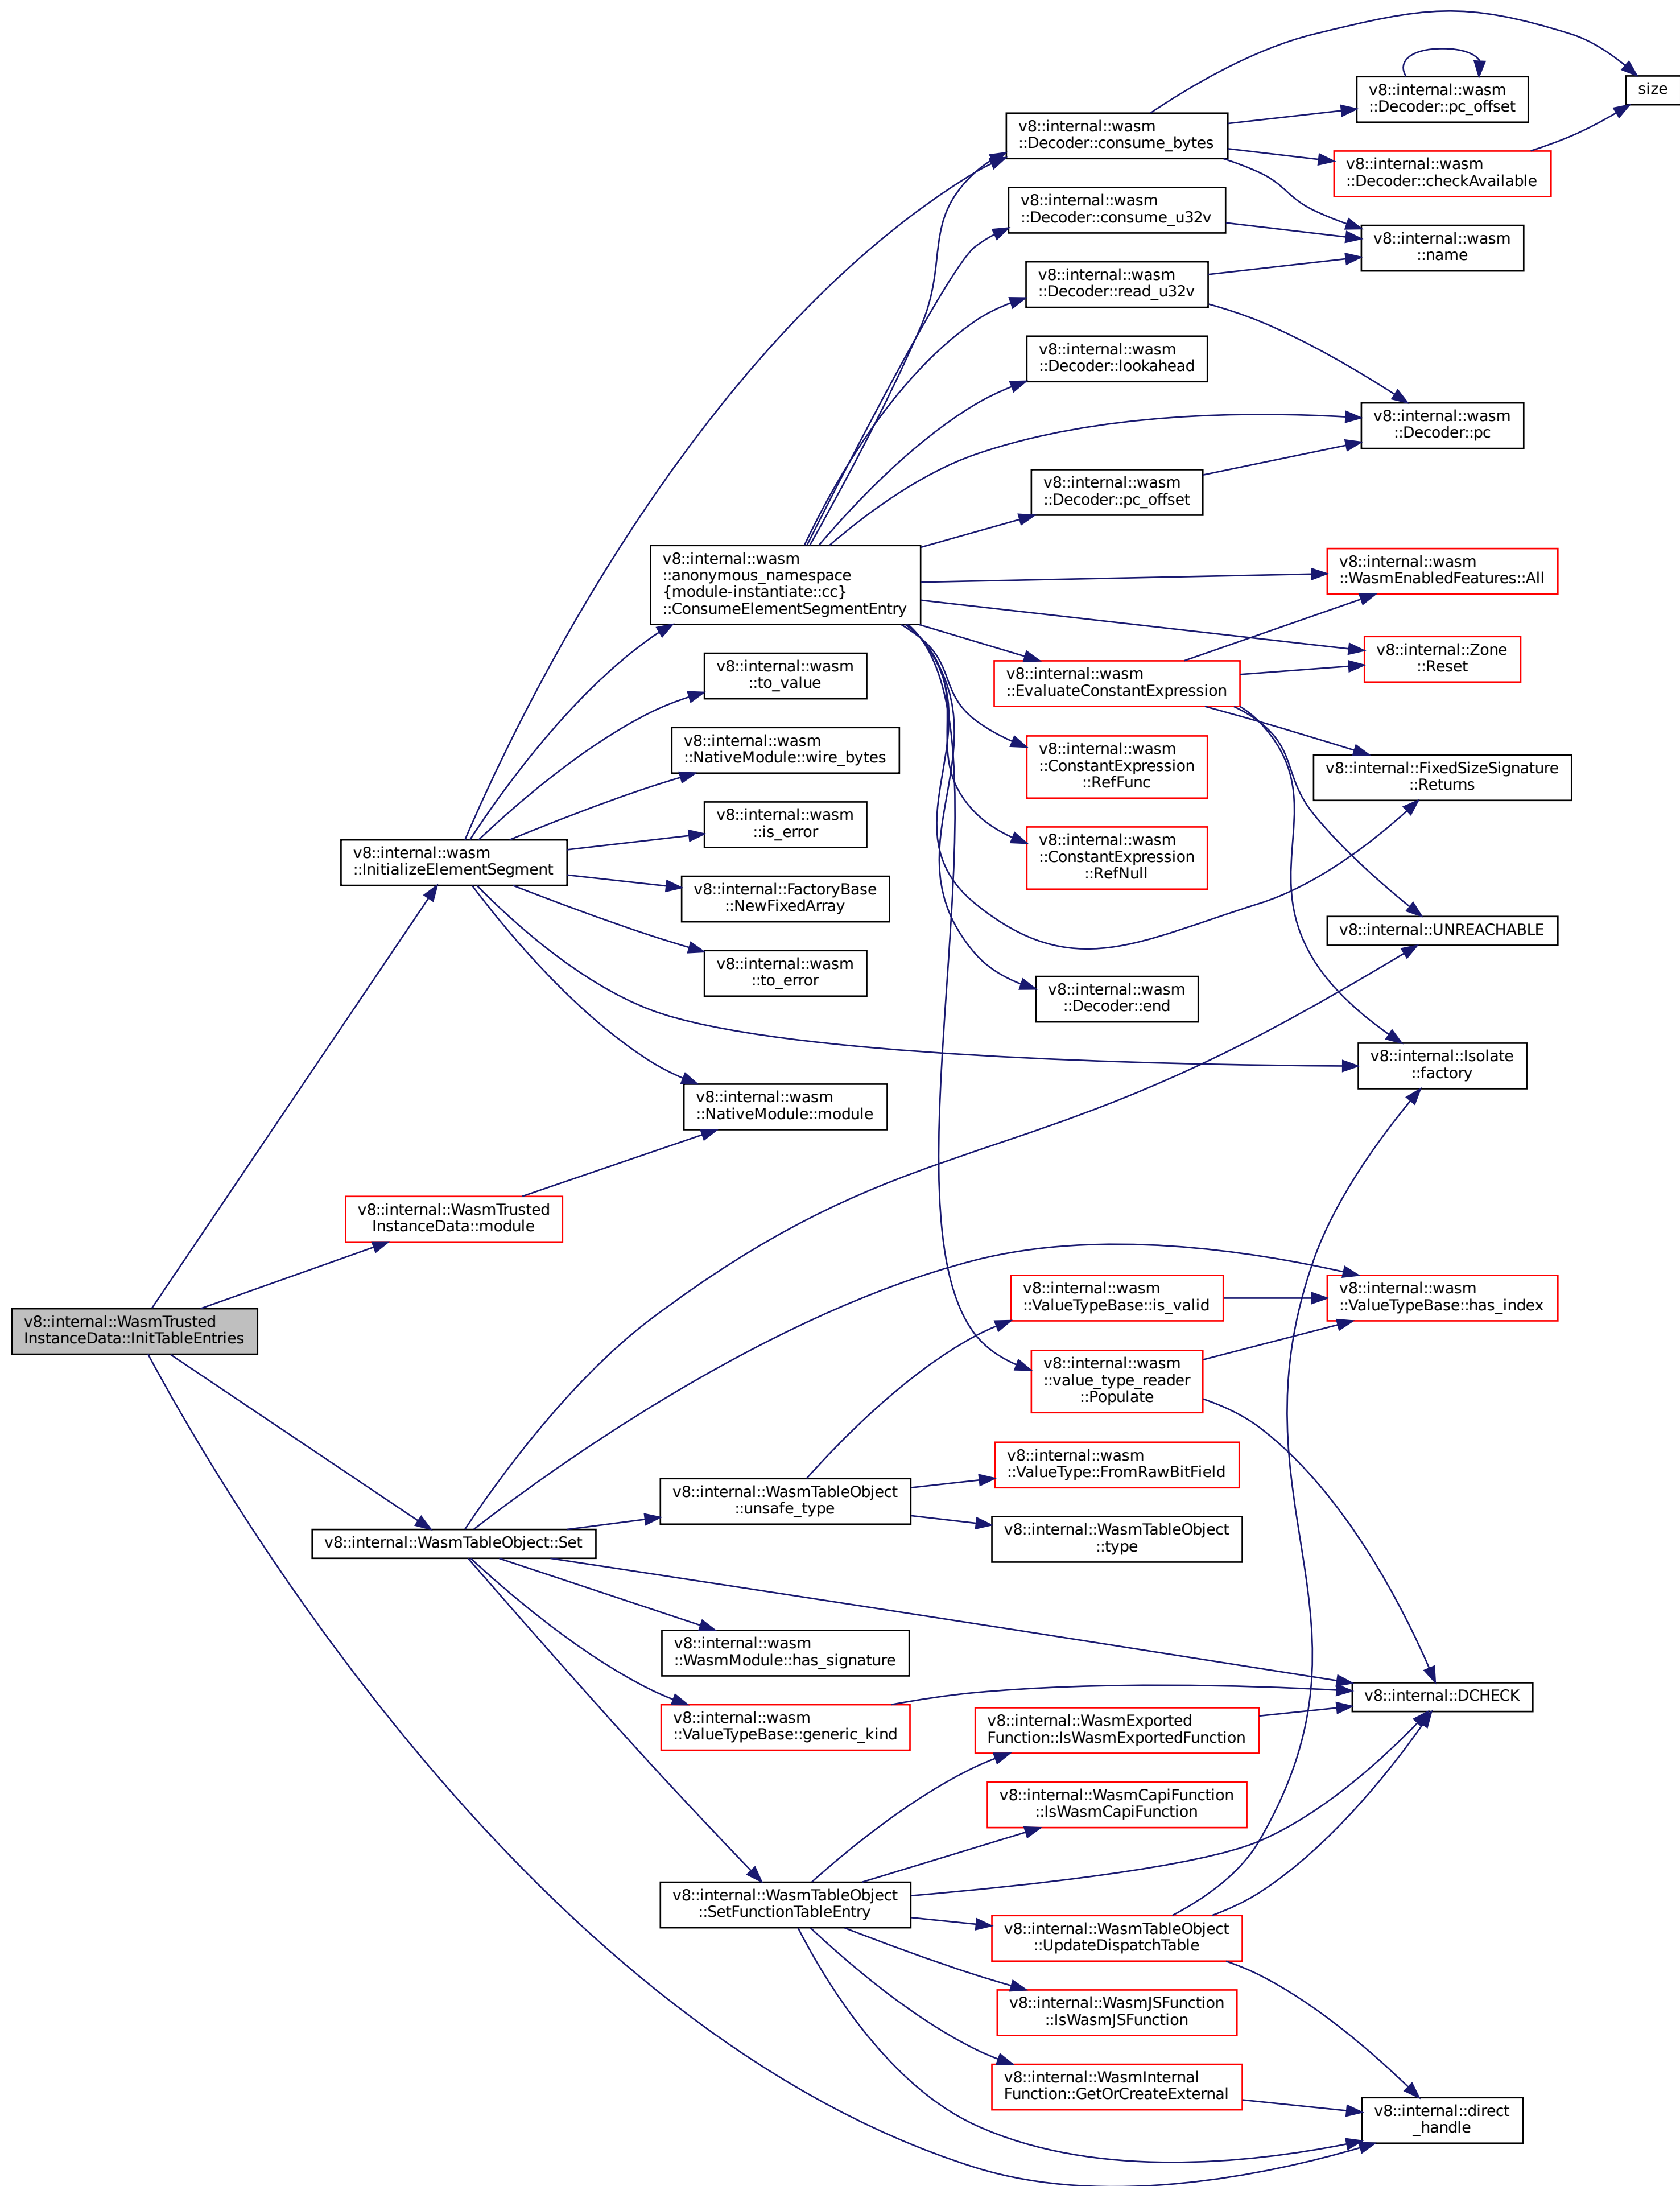 v8::internal::WasmTrusted
InstanceData::InitTableEntries
v8::internal::wasm
::InitializeElementSegment
v8::internal::WasmTrusted
InstanceData::module
v8::internal::WasmTableObject::Set
v8::internal::wasm
::anonymous_namespace
{module-instantiate::cc}
::ConsumeElementSegmentEntry
v8::internal::wasm
::to_value
v8::internal::wasm
::NativeModule::wire_bytes
v8::internal::wasm
::is_error
v8::internal::FactoryBase
::NewFixedArray
v8::internal::wasm
::to_error
v8::internal::wasm
::NativeModule::module
v8::internal::WasmTableObject
::unsafe_type
v8::internal::wasm
::WasmModule::has_signature
v8::internal::wasm
::ValueTypeBase::generic_kind
v8::internal::WasmTableObject
::SetFunctionTableEntry
v8::internal::wasm
::Decoder::consume_bytes
v8::internal::wasm
::Decoder::consume_u32v
v8::internal::wasm
::Decoder::read_u32v
v8::internal::wasm
::Decoder::lookahead
v8::internal::wasm
::Decoder::pc_offset
v8::internal::wasm
::EvaluateConstantExpression
v8::internal::wasm
::ConstantExpression
::RefFunc
v8::internal::wasm
::ConstantExpression
::RefNull
v8::internal::wasm
::Decoder::end
v8::internal::wasm
::ValueTypeBase::is_valid
v8::internal::wasm
::value_type_reader
::Populate
v8::internal::wasm
::ValueType::FromRawBitField
v8::internal::WasmTableObject
::type
v8::internal::WasmExported
Function::IsWasmExportedFunction
v8::internal::WasmCapiFunction
::IsWasmCapiFunction
v8::internal::WasmTableObject
::UpdateDispatchTable
v8::internal::WasmJSFunction
::IsWasmJSFunction
v8::internal::WasmInternal
Function::GetOrCreateExternal
v8::internal::wasm
::Decoder::pc_offset
v8::internal::wasm
::Decoder::checkAvailable
v8::internal::wasm
::name
v8::internal::wasm
::Decoder::pc
v8::internal::wasm
::WasmEnabledFeatures::All
v8::internal::Zone
::Reset
v8::internal::FixedSizeSignature
::Returns
v8::internal::UNREACHABLE
v8::internal::Isolate
::factory
v8::internal::wasm
::ValueTypeBase::has_index
v8::internal::DCHECK
v8::internal::direct
_handle
size